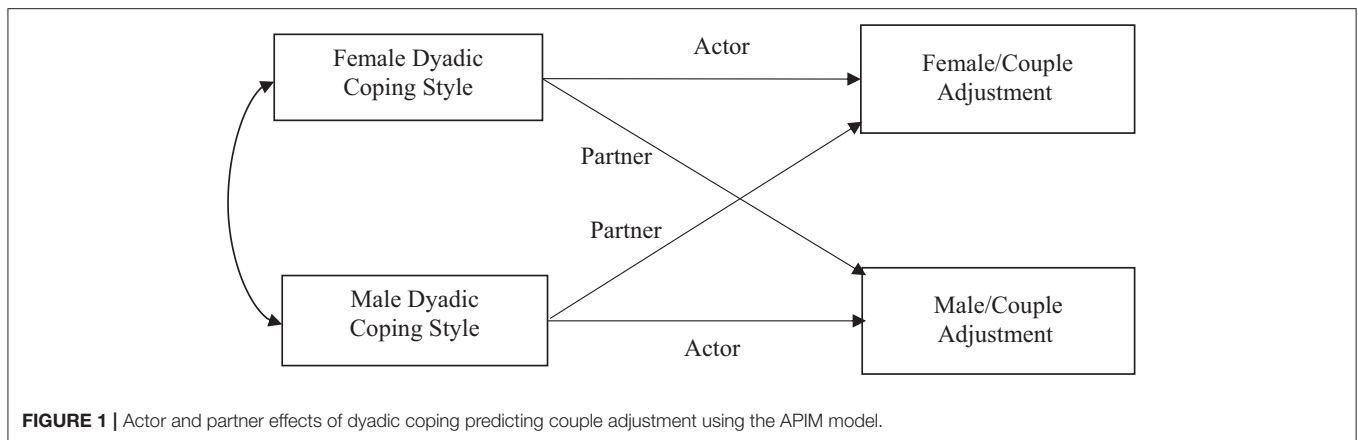 Female Dyadic
Coping Style
Actor
Female/Couple
Adjustment
Partner
Partner
Male Dyadic
Coping Style
Actor
Male/Couple
Adjustment
FIGURE 1 | Actor and partner effects of dyadic coping predicting couple adjustment using the APIM model.